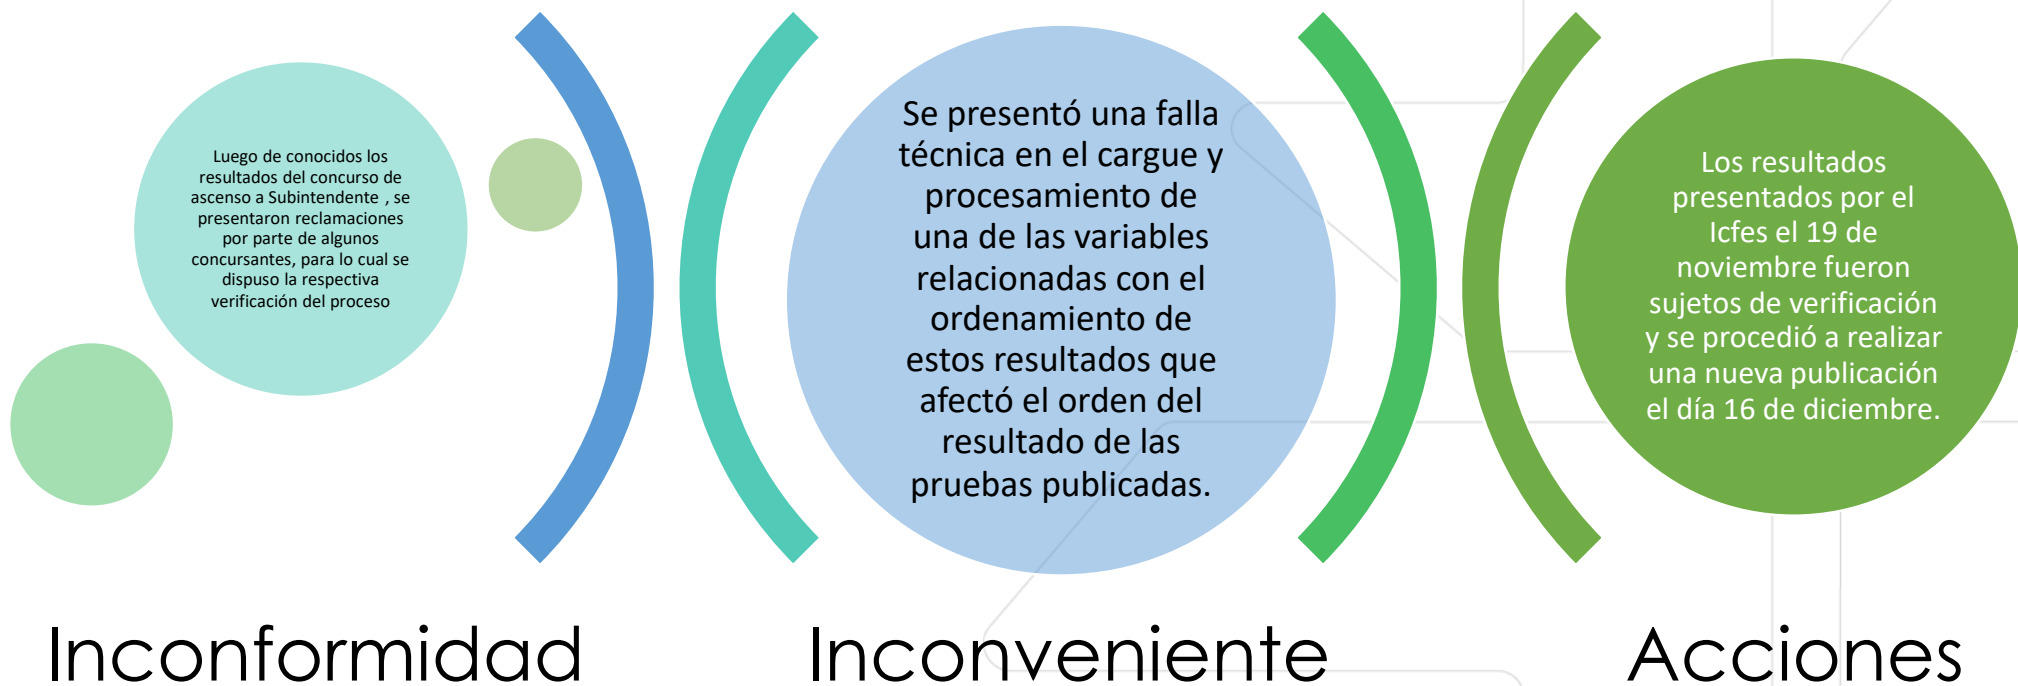 Luego de conocidos los
resultados del concurso de
ascenso a Subintendente , se
presentaron reclamaciones
por parte de algunos
concursantes, para lo cual se
dispuso la respectiva
verificación del proceso
Inconformidad
Se presentó una falla
técnica en el cargue y
procesamiento de
una de las variables
relacionadas con el
ordenamiento de
estos resultados que
afectó el orden del
resultado de las
pruebas publicadas.
Inconveniente
Los resultados
presentados por el
Icfes el 19 de
noviembre fueron
sujetos de verificación
y se procedió a realizar
una nueva publicación
el día 16 de diciembre.
Acciones